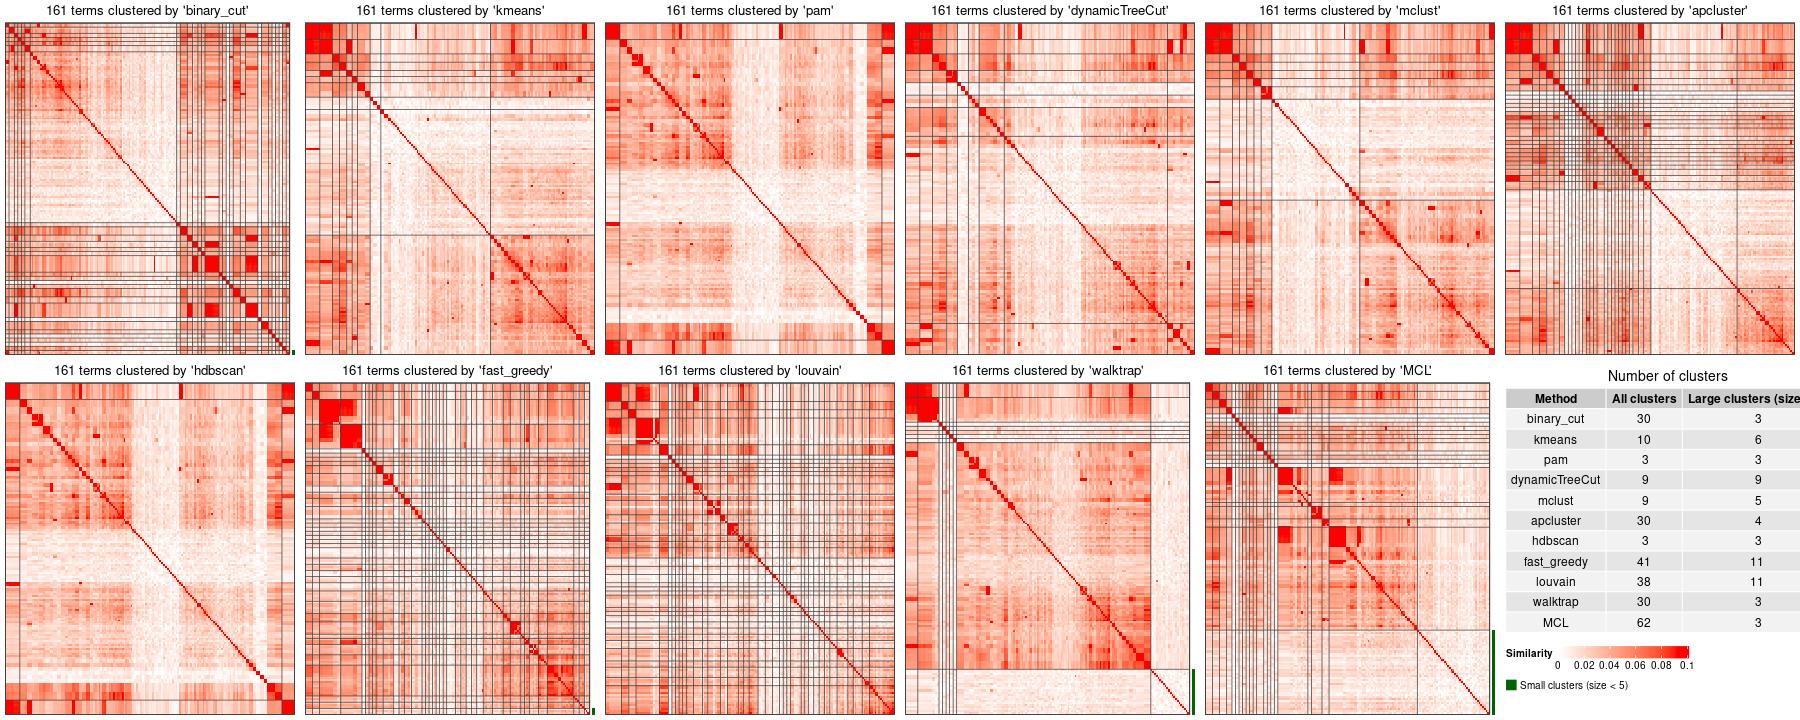 161 terms clustered by 'binary_cut'
161 terms clustered by 'kmeans'
161 terms clustered by 'pam'
161 terms clustered by 'dynamicTreeCut'
161 terms clustered by 'mclust'
161 terms clustered by 'apcluster'
161 terms clustered by 'hdbscan'
161 terms clustered by 'fast_greedy'
161 terms clustered by 'louvain'
161 terms clustered by 'walktrap'
161 terms clustered by 'MCL'
Number of clusters
Method All clusters Large clusters (size
binary_cut 30 3
kmeans 10 6
pam 3 3
dynamicTreeCut 9 9
mclust 9 5
apcluster 30 4
hdbscan 3 3
fast_greedy 41 11
louvain 38 11
walktrap 30 3
MCL 62 3
Similarity
0 0.02 0.04 0.06 0.08 0.1
Small clusters (size < 5)